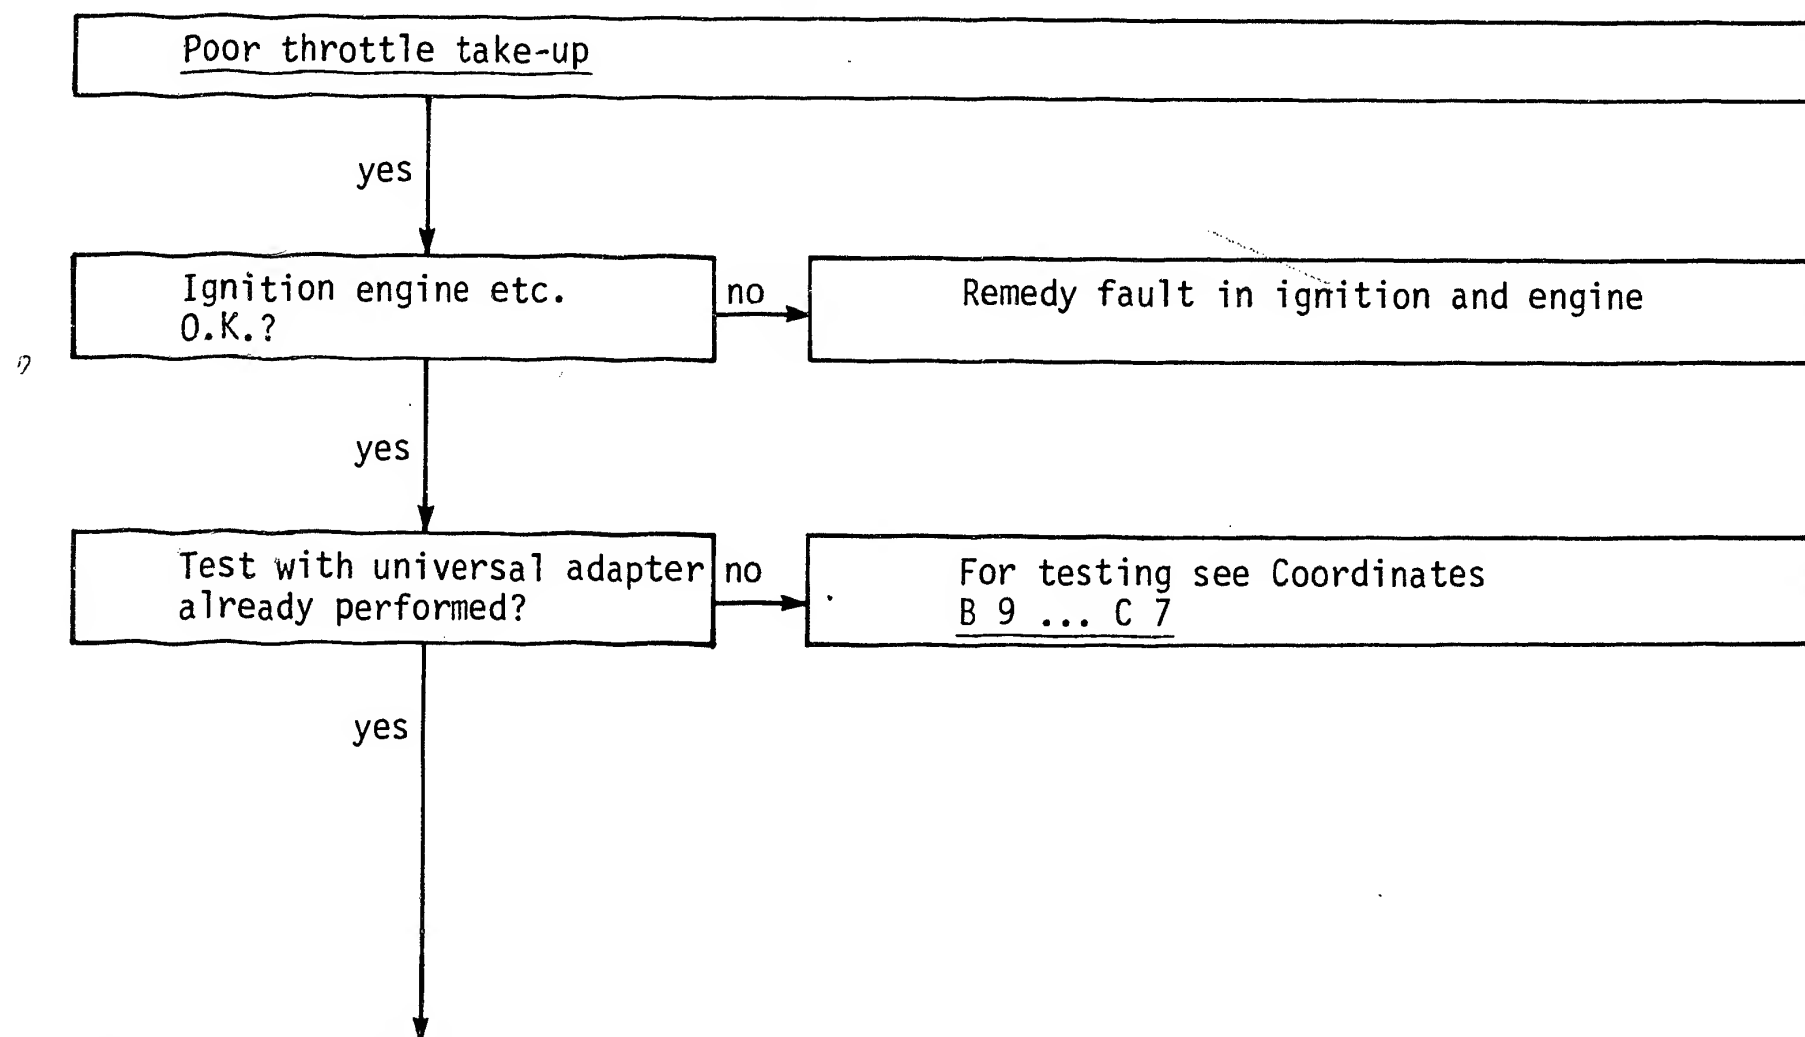 Poor throttle take-up
yes
Ignition engine etc.
O.K.?
no
Remedy fault in ignition and engine
yes
Test with universal adapter
already performed?
no
For testing see Coordinates
B 9 ... C 7
yes